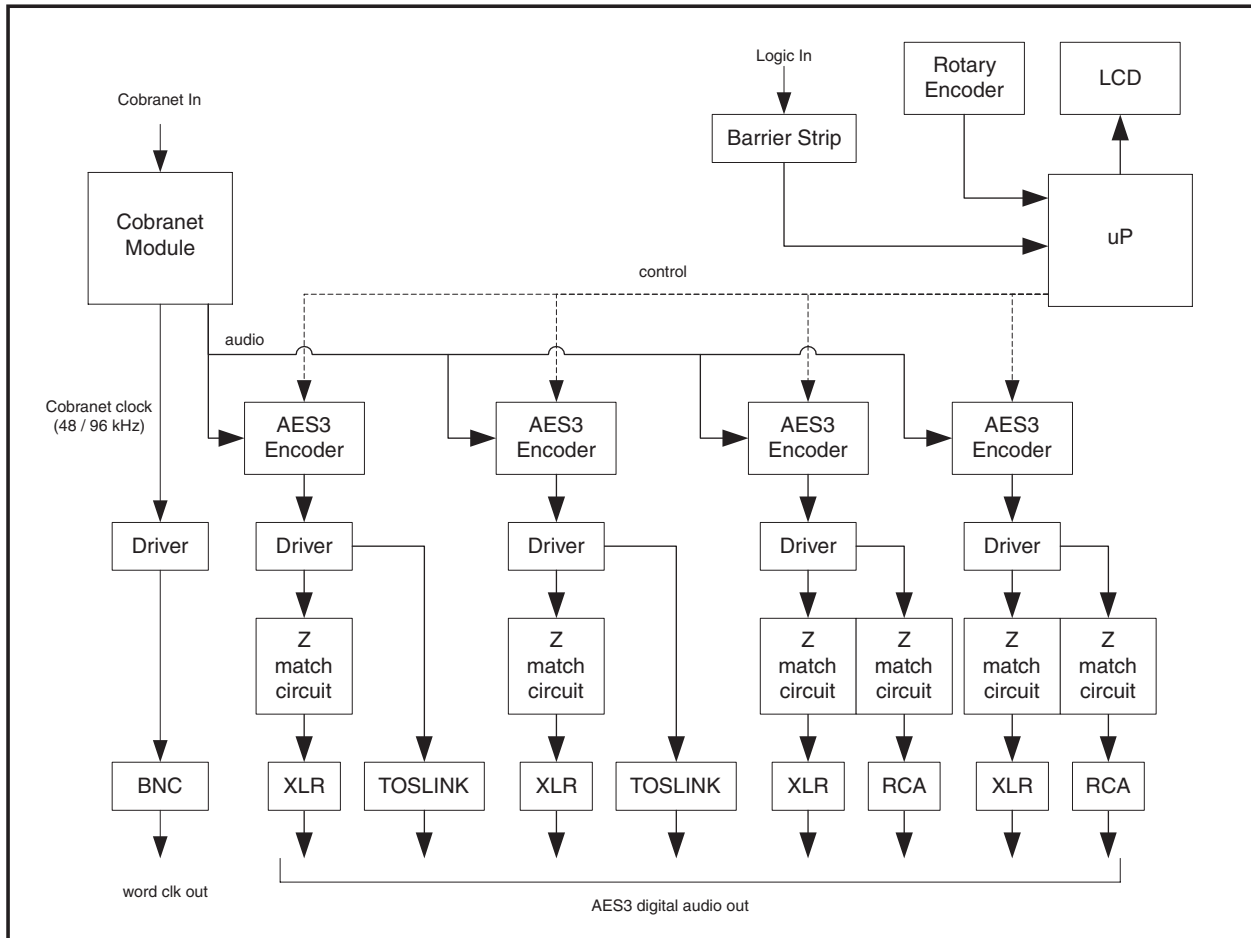 Logic In
Rotary
Encoder
LCD
Cobranet In
Barrier Strip
Cobranet
Module
uP
control
audio
Cobranet clock
(48 / 96 kHz)
AES3
Encoder
AES3
Encoder
AES3
Encoder
AES3
Encoder
Driver
Driver
Driver
Driver
Driver
Z
match
circuit
Z
match
circuit
Z
match
circuit
Z
match
circuit
Z
match
circuit
Z
match
circuit
BNC
XLR
TOSLINK
XLR
TOSLINK
XLR
RCA
XLR
RCA
word clk out
AES3 digital audio out